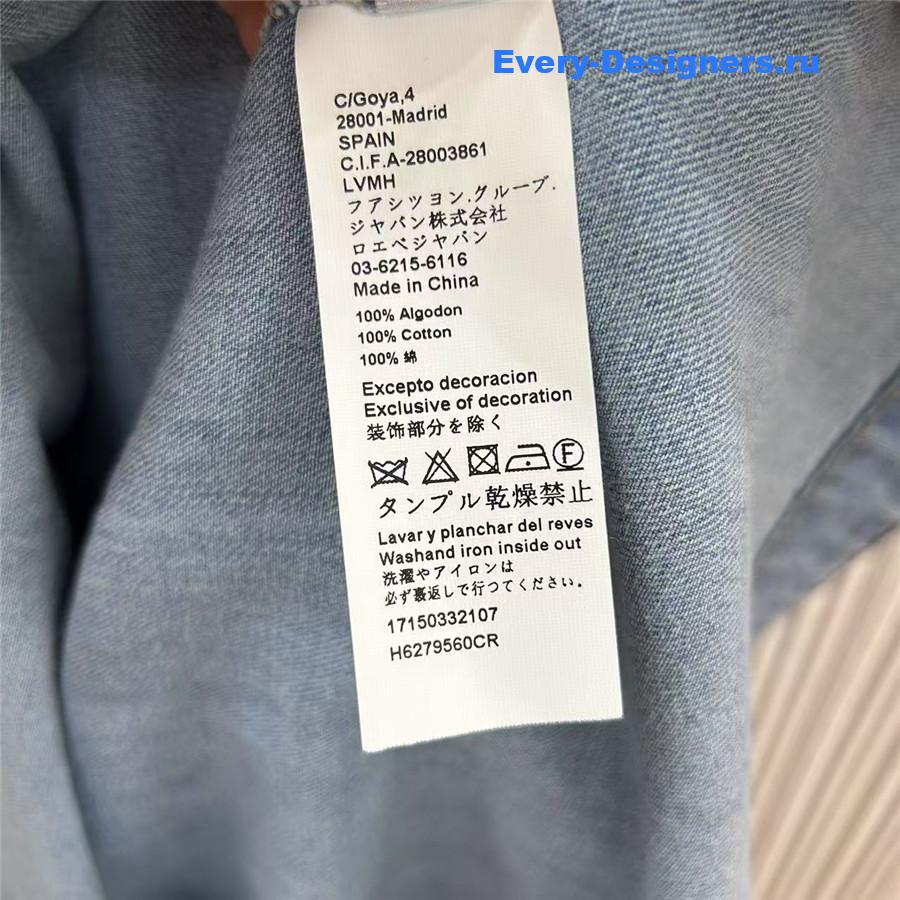 Every-Designers.ru
C/Goya,4
28001-Madrid
SPAIN
C.I.F.A-28003861
LVMH
フアシツヨン.グループ.
ジャパン株式会社
ロエベジャパン
03-6215-6116
Made in China
100% Algodon
100% Cotton
100% 綿
Excepto decoracion
Exclusive of decoration
装饰部分を除く
F
タンプル乾燥禁止
Lavar y planchar del reves
Washand iron inside out
洗濯やアイロンは
必ず裏返しで行つてください。
17150332107
H6279560CR